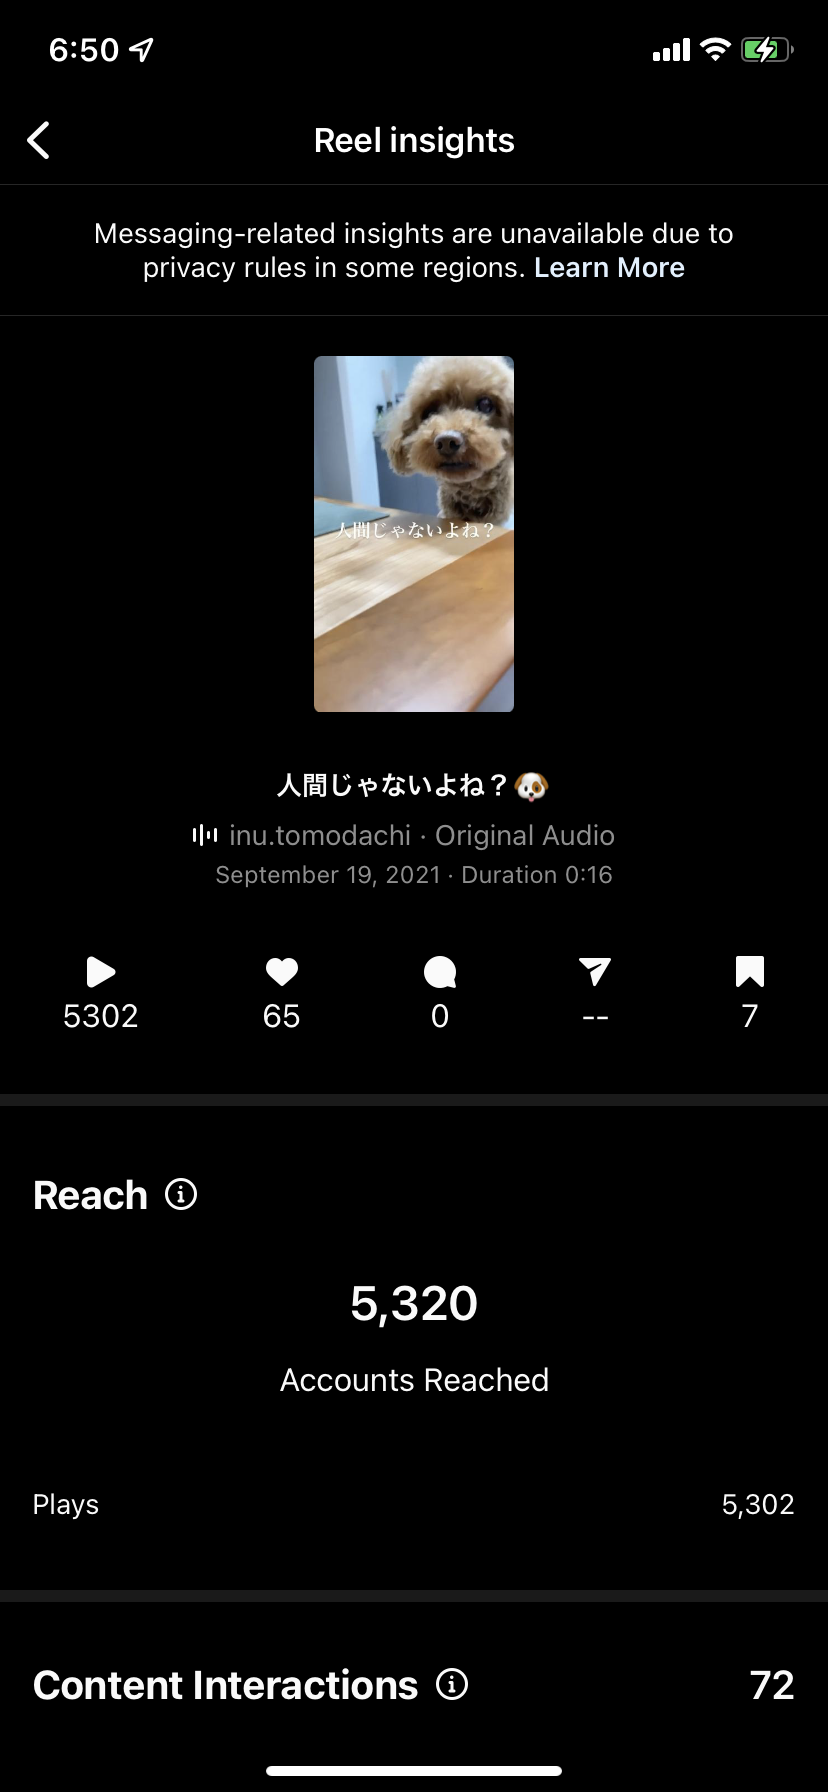 6:50
Reel insights
Messaging-related insights are unavailable due to
privacy rules in some regions. Learn More
人間じゃないよね？
人間じゃないよね？🐶
inu.tomodachi · Original Audio
September 19, 2021 · Duration 0:16
5302 65 0 -- 7
Reach
5,320
Accounts Reached
Plays 5,302
Content Interactions 72